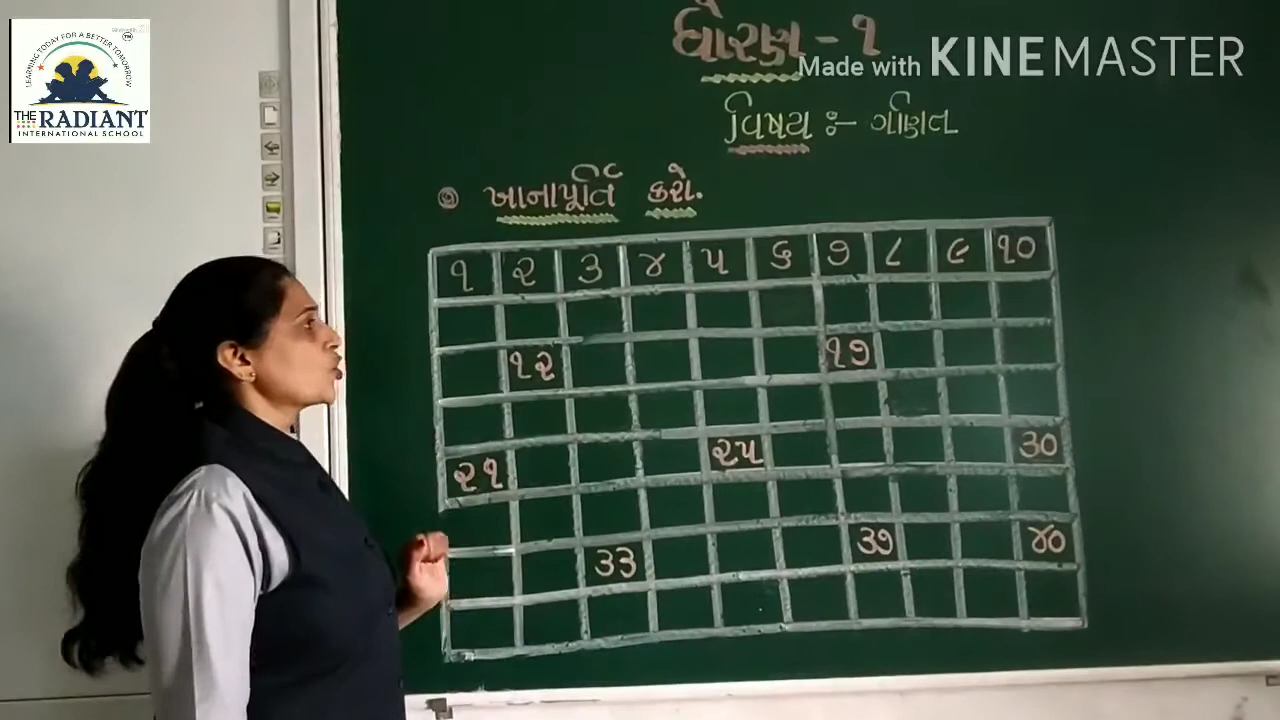 LEARNING TODAY FOR A BETTER TOMORROW
TM
THE RADIANT
INTERNATIONAL SCHOOL
ધોરણ - ૧
Made with KINEMASTER
વિષય :- ગણિત
ખાનાપૂર્તિ કરો.
૧ ૨ ૩ ૪ ૫ ૬ ૭ ૮ ૯ ૧૦
૧૨ ૧૭
૨૧ ૨૫ ૩૦
૩૩ ૩૭ ૪૦